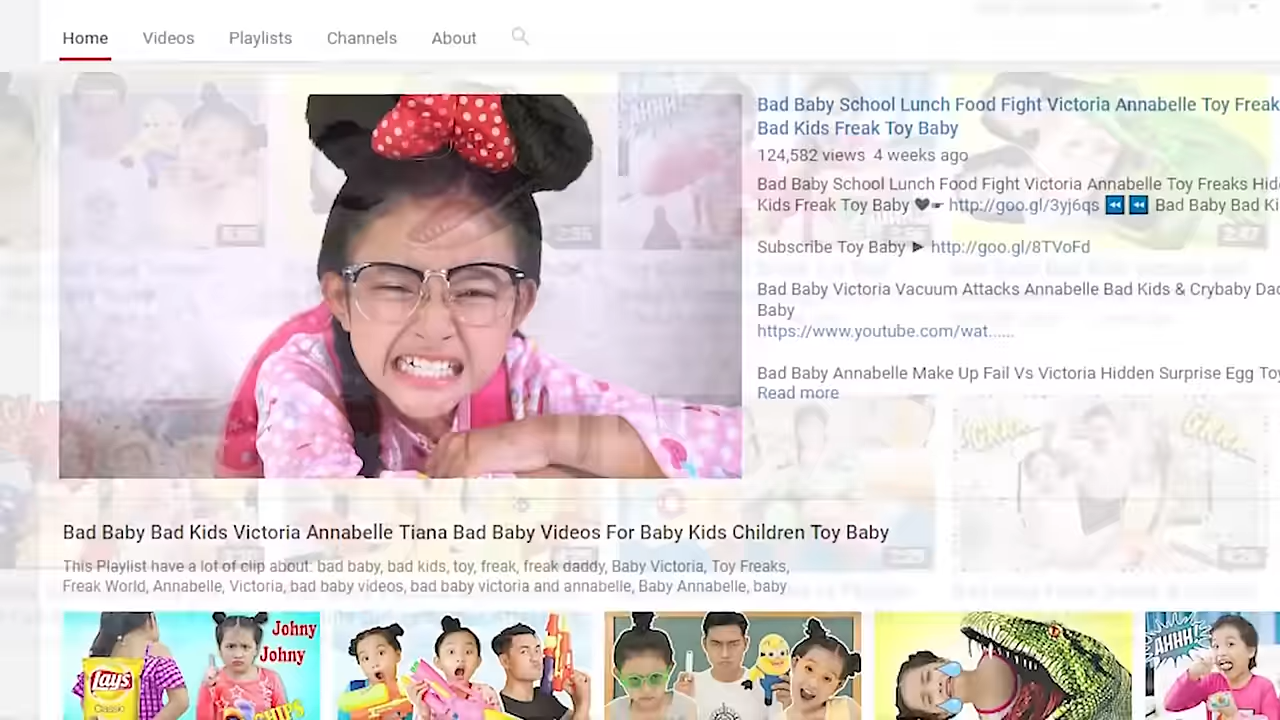 Home Videos Playlists Channels About
Bad Baby School Lunch Food Fight Victoria Annabelle Toy Freak
Bad Kids Freak Toy Baby
124,582 views 4 weeks ago
Bad Baby School Lunch Food Fight Victoria Annabelle Toy Freaks Hid
Kids Freak Toy Baby ♥☛ http://goo.gl/3yj6qs ⏪ ⏪ Bad Baby Bad Ki
Subscribe Toy Baby ► http://goo.gl/8TVoFd
Bad Baby Victoria Vacuum Attacks Annabelle Bad Kids & Crybaby Dad
Baby
https://www.youtube.com/wat......
Bad Baby Annabelle Make Up Fail Vs Victoria Hidden Surprise Egg Toy
Read more
Bad Baby Bad Kids Victoria Annabelle Tiana Bad Baby Videos For Baby Kids Children Toy Baby
This Playlist have a lot of clip about: bad baby, bad kids, toy, freak, freak daddy, Baby Victoria, Toy Freaks,
Freak World, Annabelle, Victoria, bad baby videos, bad baby victoria and annabelle, Baby Annabelle, baby
Johny
Johny
Lay's
Classic
CHIPS
AHHH!